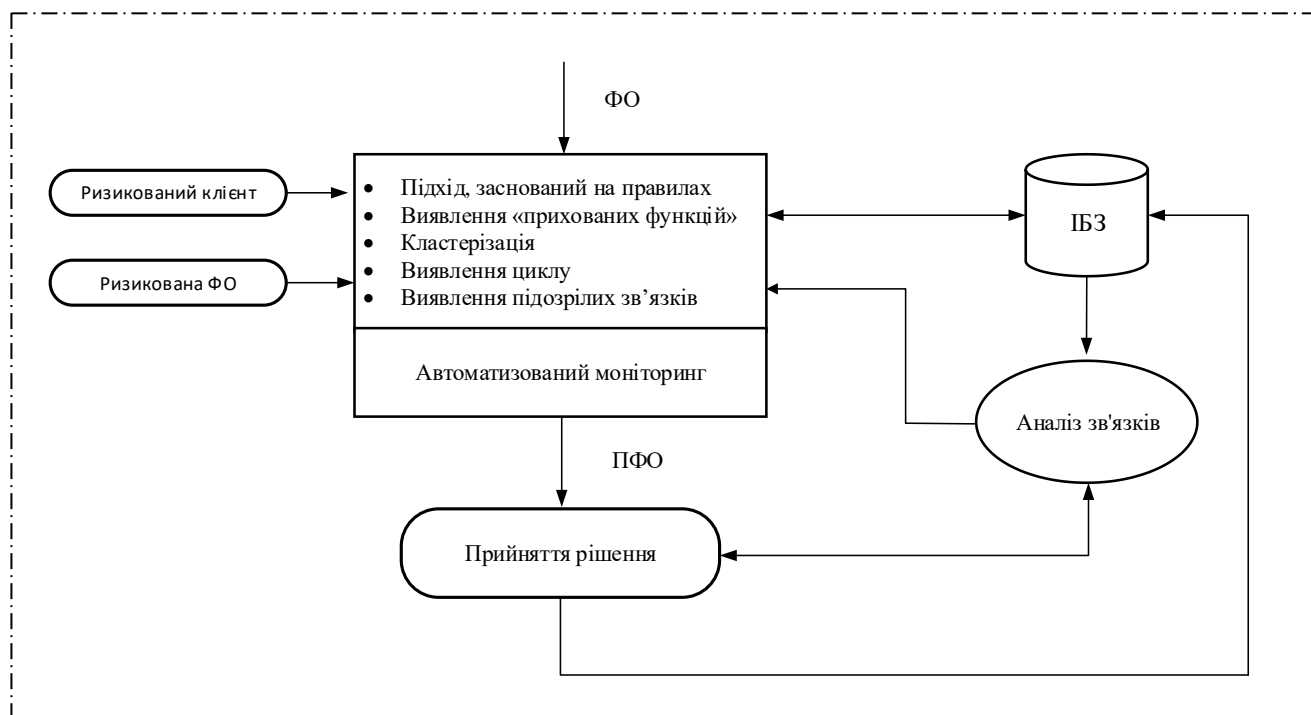 ФО
Ризикований клієнт
Ризикована ФО
• Підхід, заснований на правилах
• Виявлення «прихованих функцій»
• Кластерізація
• Виявлення циклу
• Виявлення підозрілих зв’язків
Автоматизований моніторинг
ІБЗ
Аналіз зв'язків
ПФО
Прийняття рішення